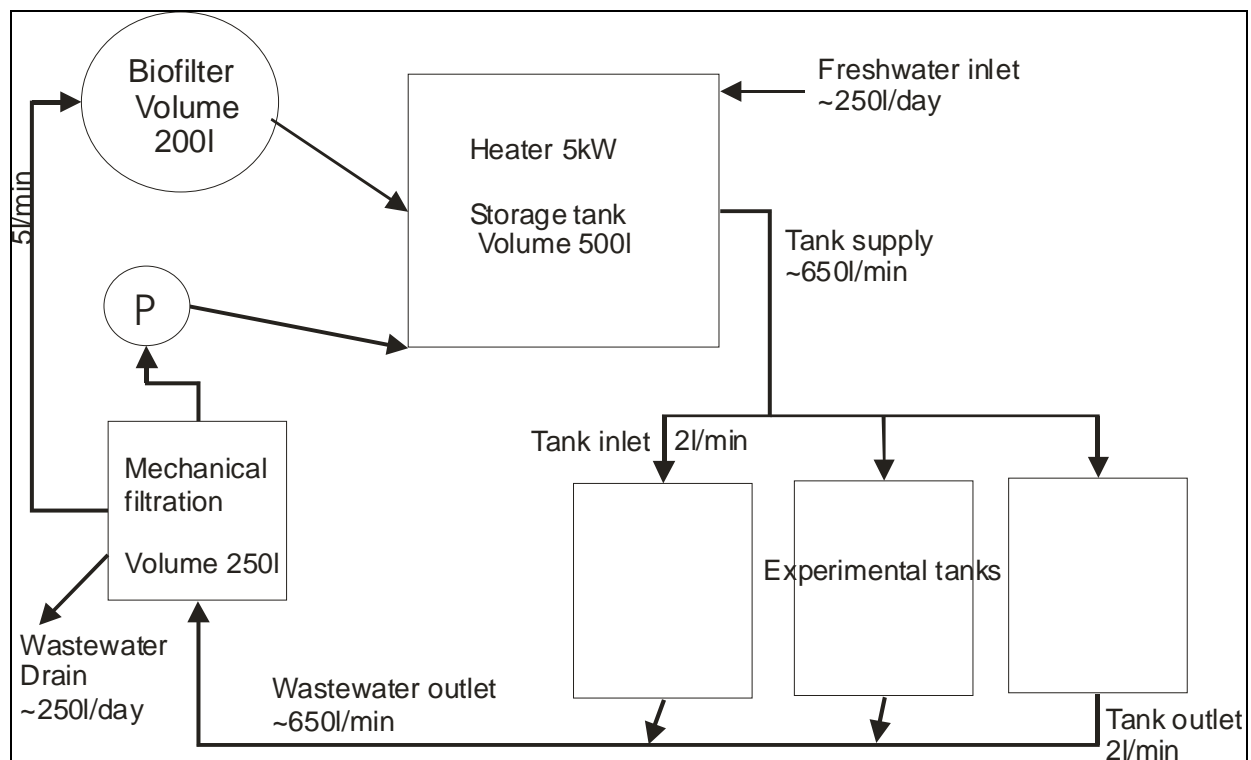 Biofilter
Volume
200l
Freshwater inlet
~250l/day
Heater 5kW
Storage tank
Volume 500l
5l/min
Tank supply
~650l/min
P
Tank inlet
2l/min
Mechanical
filtration
Volume 250l
Experimental tanks
Wastewater
Drain
~250l/day
Wastewater outlet
~650l/min
Tank outlet
2l/min